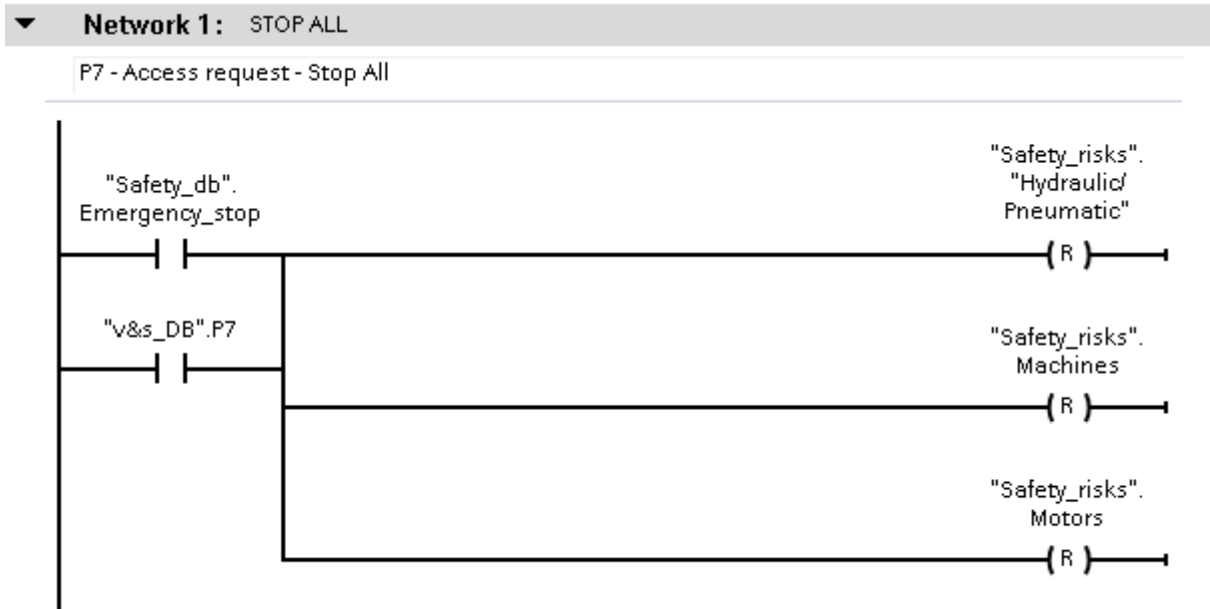 Network 1: STOP ALL
P7 - Access request - Stop All
"Safety_db".
Emergency_stop
"Safety_risks".
"Hydraulic/
Pneumatic"
R
"v&s_DB".P7
"Safety_risks".
Machines
R
"Safety_risks".
Motors
R